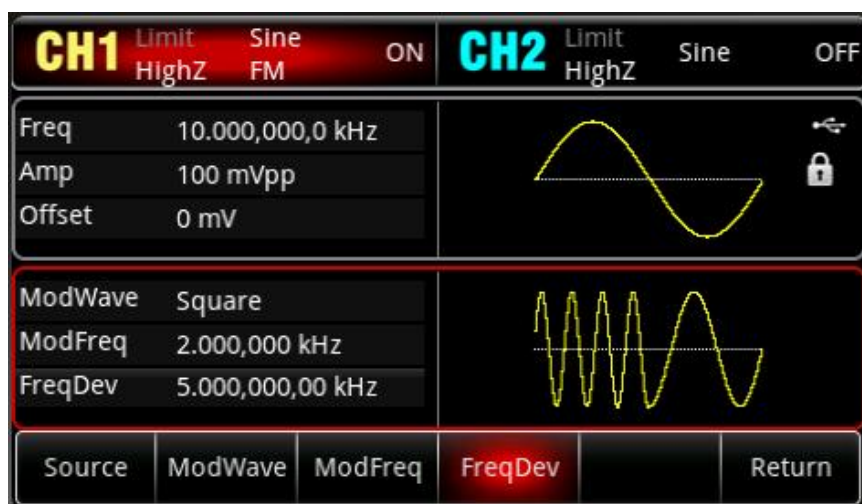 CH1 Limit Sine ON CH2 Limit Sine OFF
HighZ FM HighZ
Freq 10.000,000,0 kHz
Amp 100 mVpp
Offset 0 mV
ModWave Square
ModFreq 2.000,000 kHz
FreqDev 5.000,000,00 kHz
Source ModWave ModFreq FreqDev Return